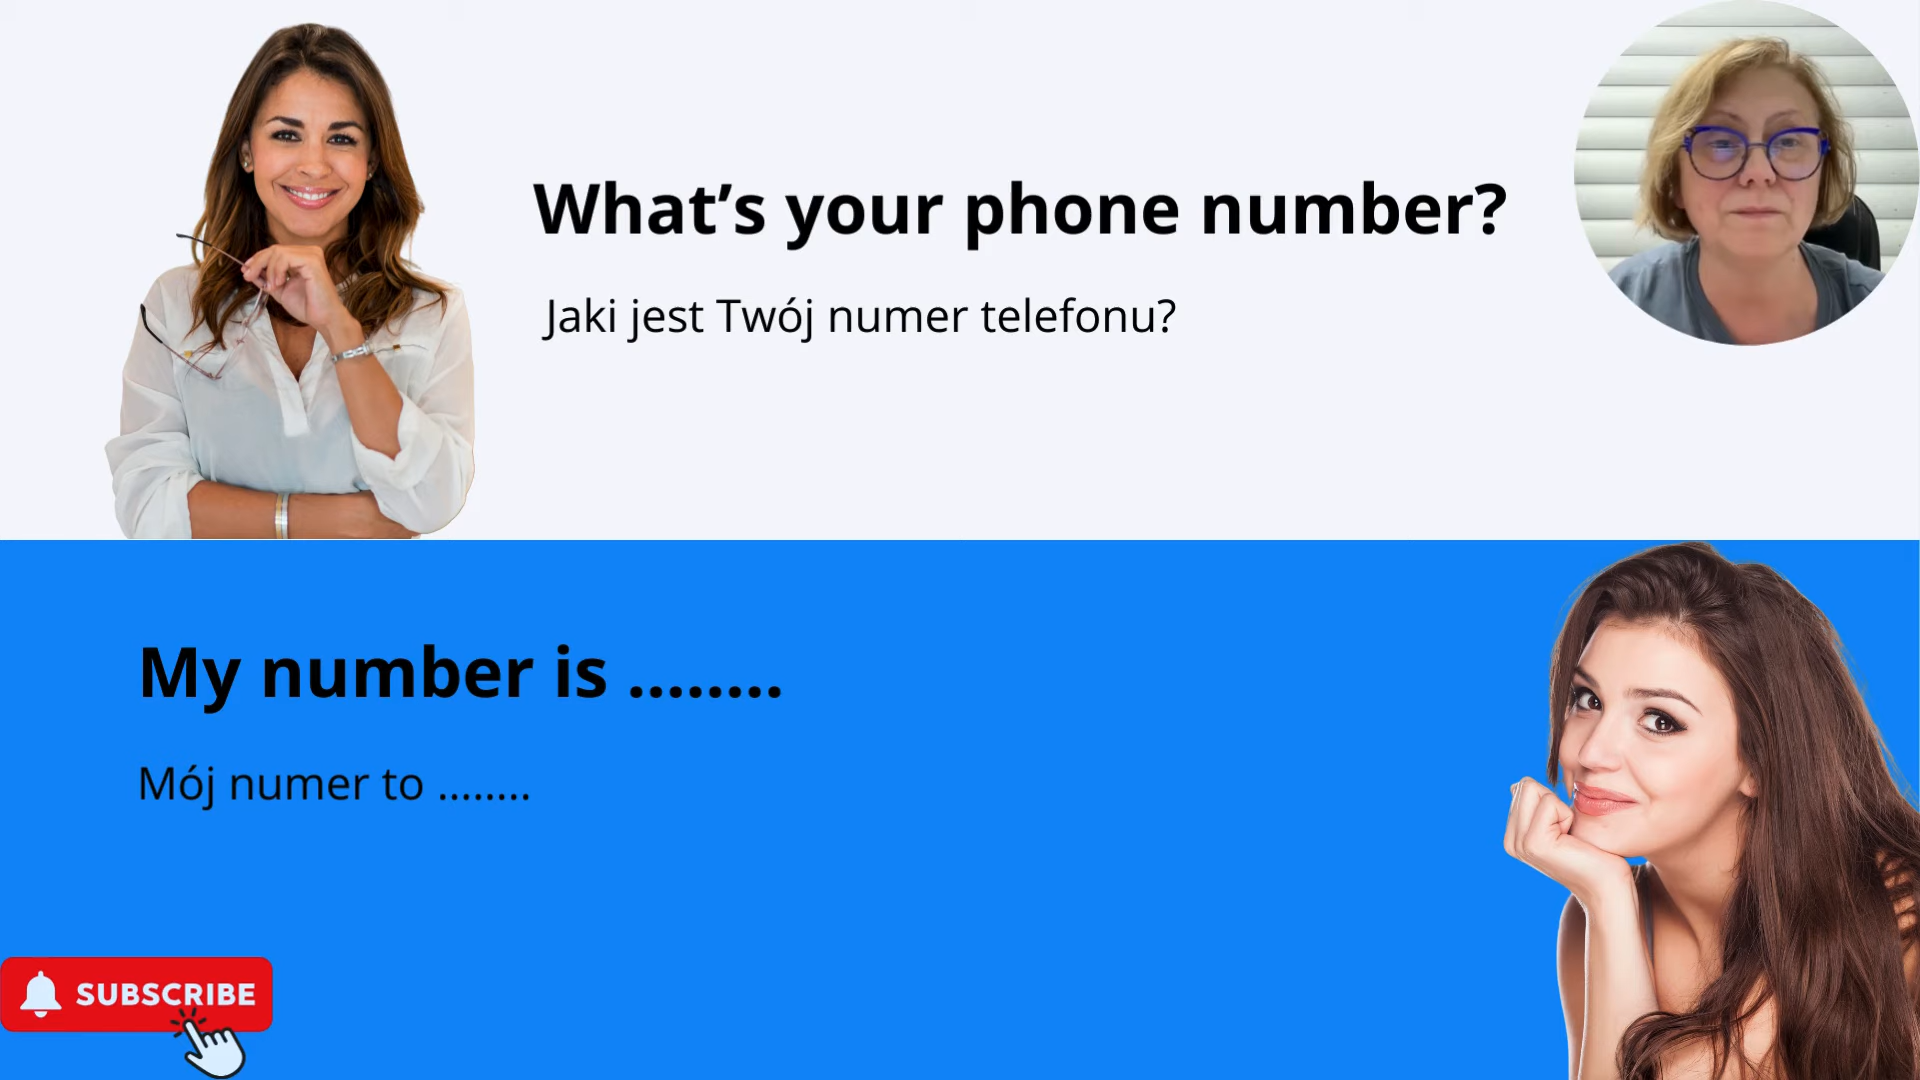 What’s your phone number?
Jaki jest Twój numer telefonu?
My number is ........
Mój numer to ........
SUBSCRIBE